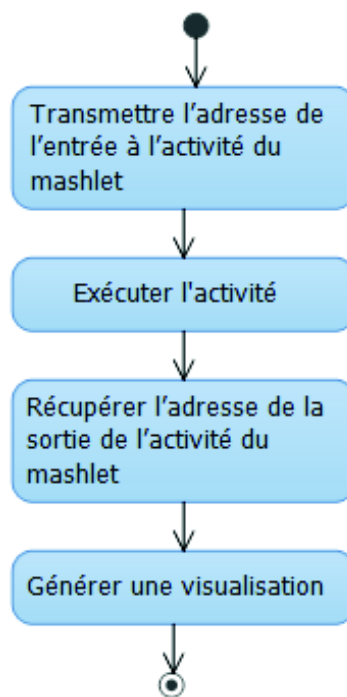 Transmettre l’adresse de
l’entrée à l’activité du
mashlet
Exécuter l'activité
Récupérer l’adresse de la
sortie de l’activité du
mashlet
Générer une visualisation